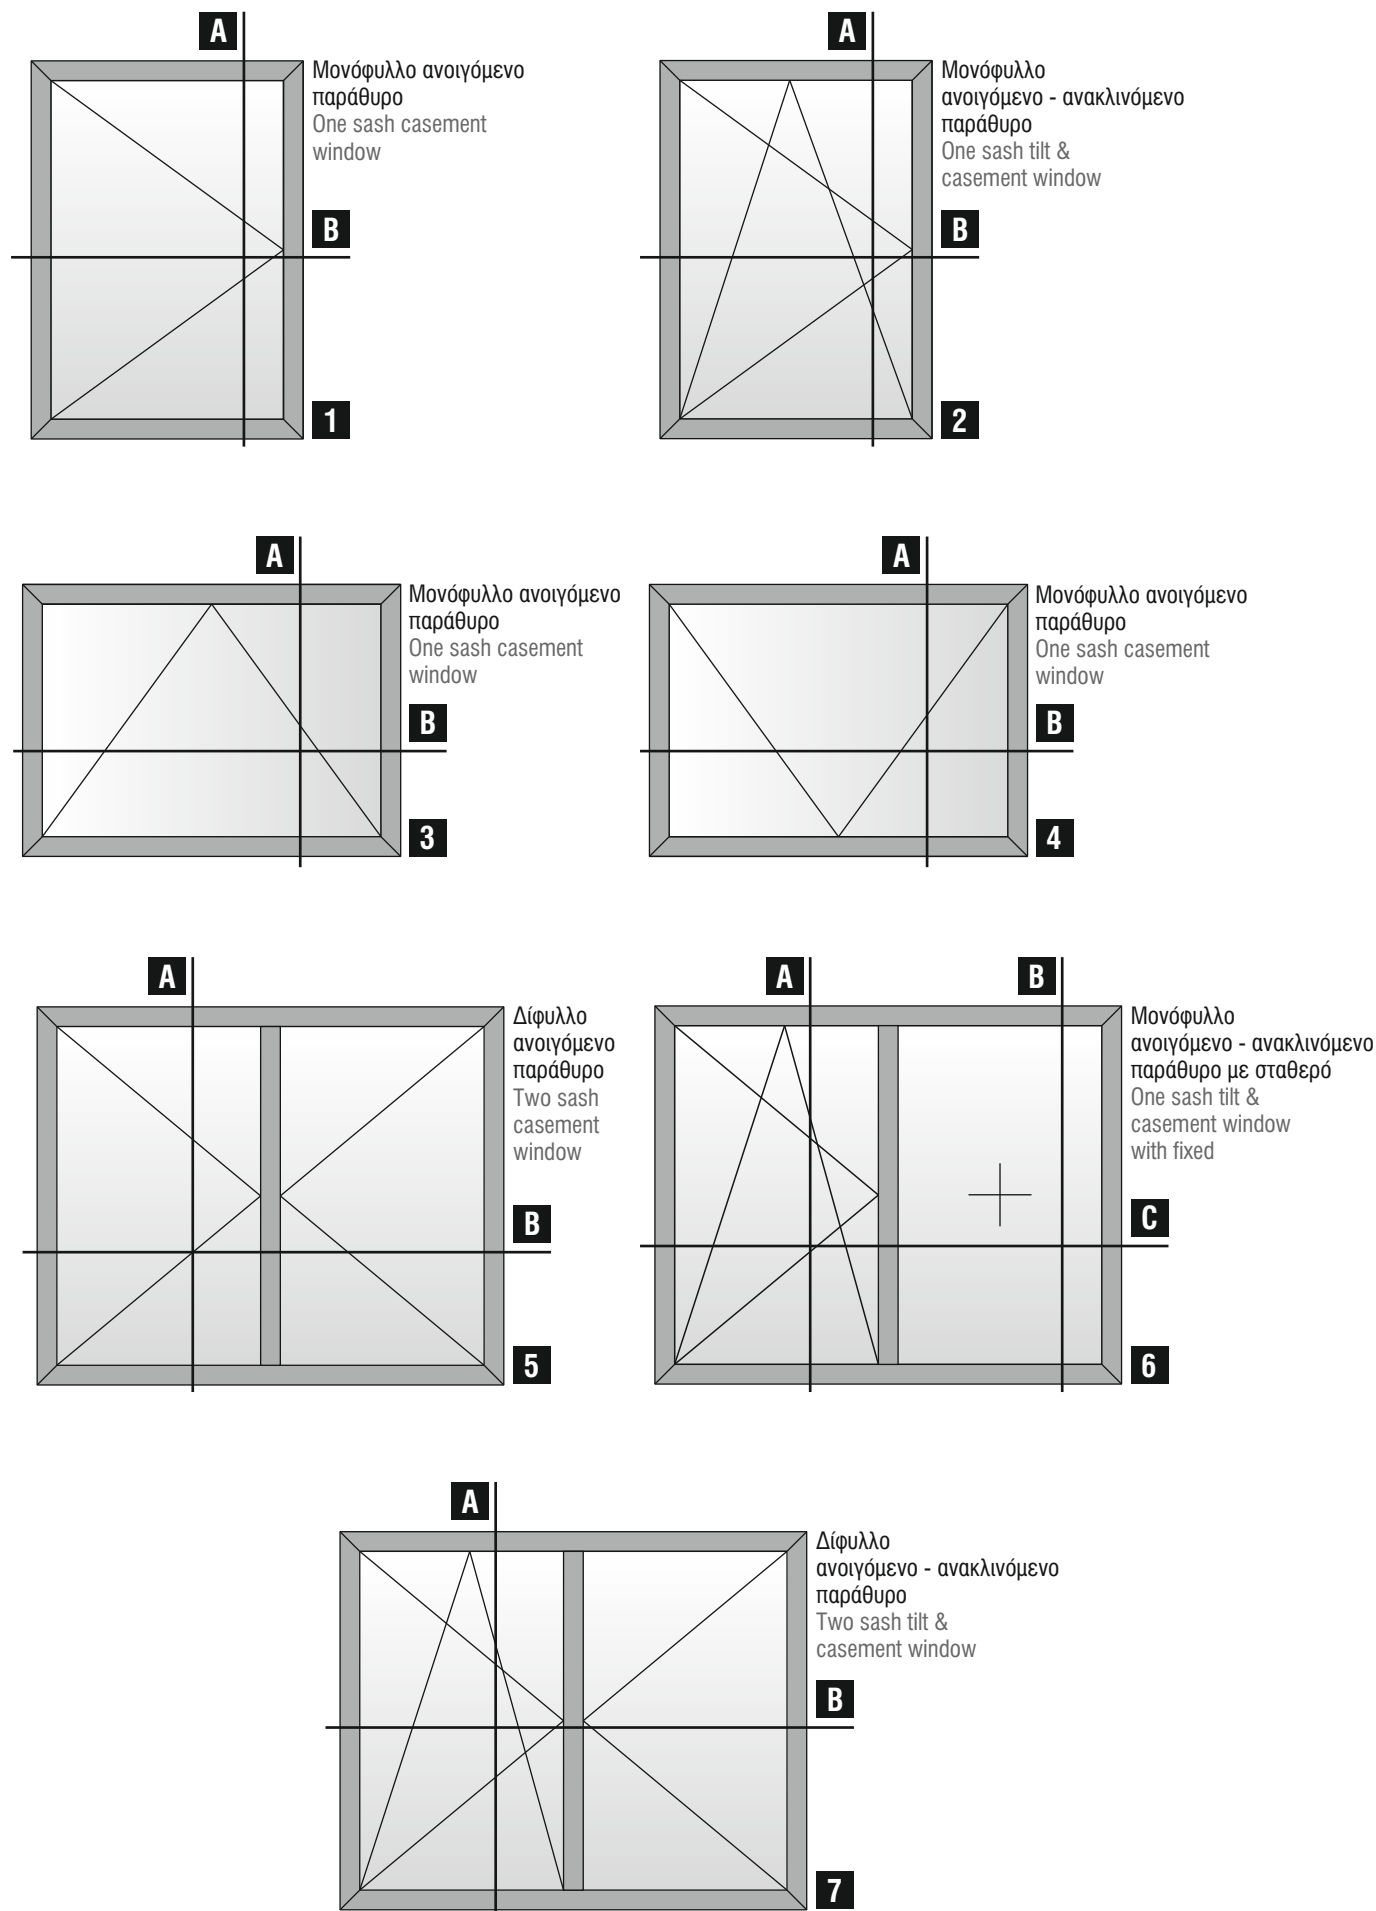 A
Μονόφυλλο ανοιγόμενο
παράθυρο
One sash casement
window
B
1
A
Μονόφυλλο
ανοιγόμενο - ανακλινόμενο
παράθυρο
One sash tilt &
casement window
B
2
A
Μονόφυλλο ανοιγόμενο
παράθυρο
One sash casement
window
B
3
A
Μονόφυλλο ανοιγόμενο
παράθυρο
One sash casement
window
B
4
A
Δίφυλλο
ανοιγόμενο
παράθυρο
Two sash
casement
window
B
5
A
B
Μονόφυλλο
ανοιγόμενο - ανακλινόμενο
παράθυρο με σταθερό
One sash tilt &
casement window
with fixed
C
6
A
Δίφυλλο
ανοιγόμενο - ανακλινόμενο
παράθυρο
Two sash tilt &
casement window
B
7